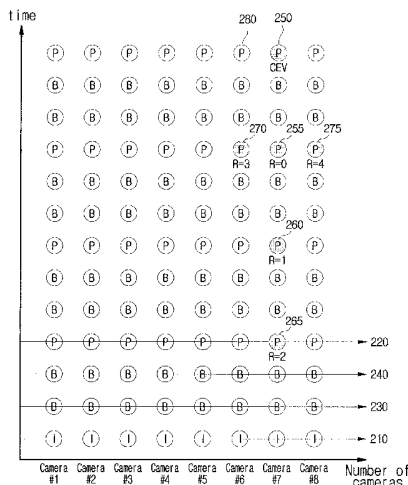 time
280 250
P P P P P P P P
CEV
B B B B B B B B
B B B B B B B B
270 255 275
P P P P P P P P
R=3 R=0 R=4
B B B B B B B B
B B B B B B B B
260
P P P P P P P P
R=1
B B B B B B B B
B B B B B B B B
265
P P P P P P P P 220
R=2
B B B B B B B B 240
B B B B B B B B 230
I I I I I I I I 210
Camera #1 Camera #2 Camera #3 Camera #4 Camera #5 Camera #6 Camera #7 Camera #8 Number of cameras